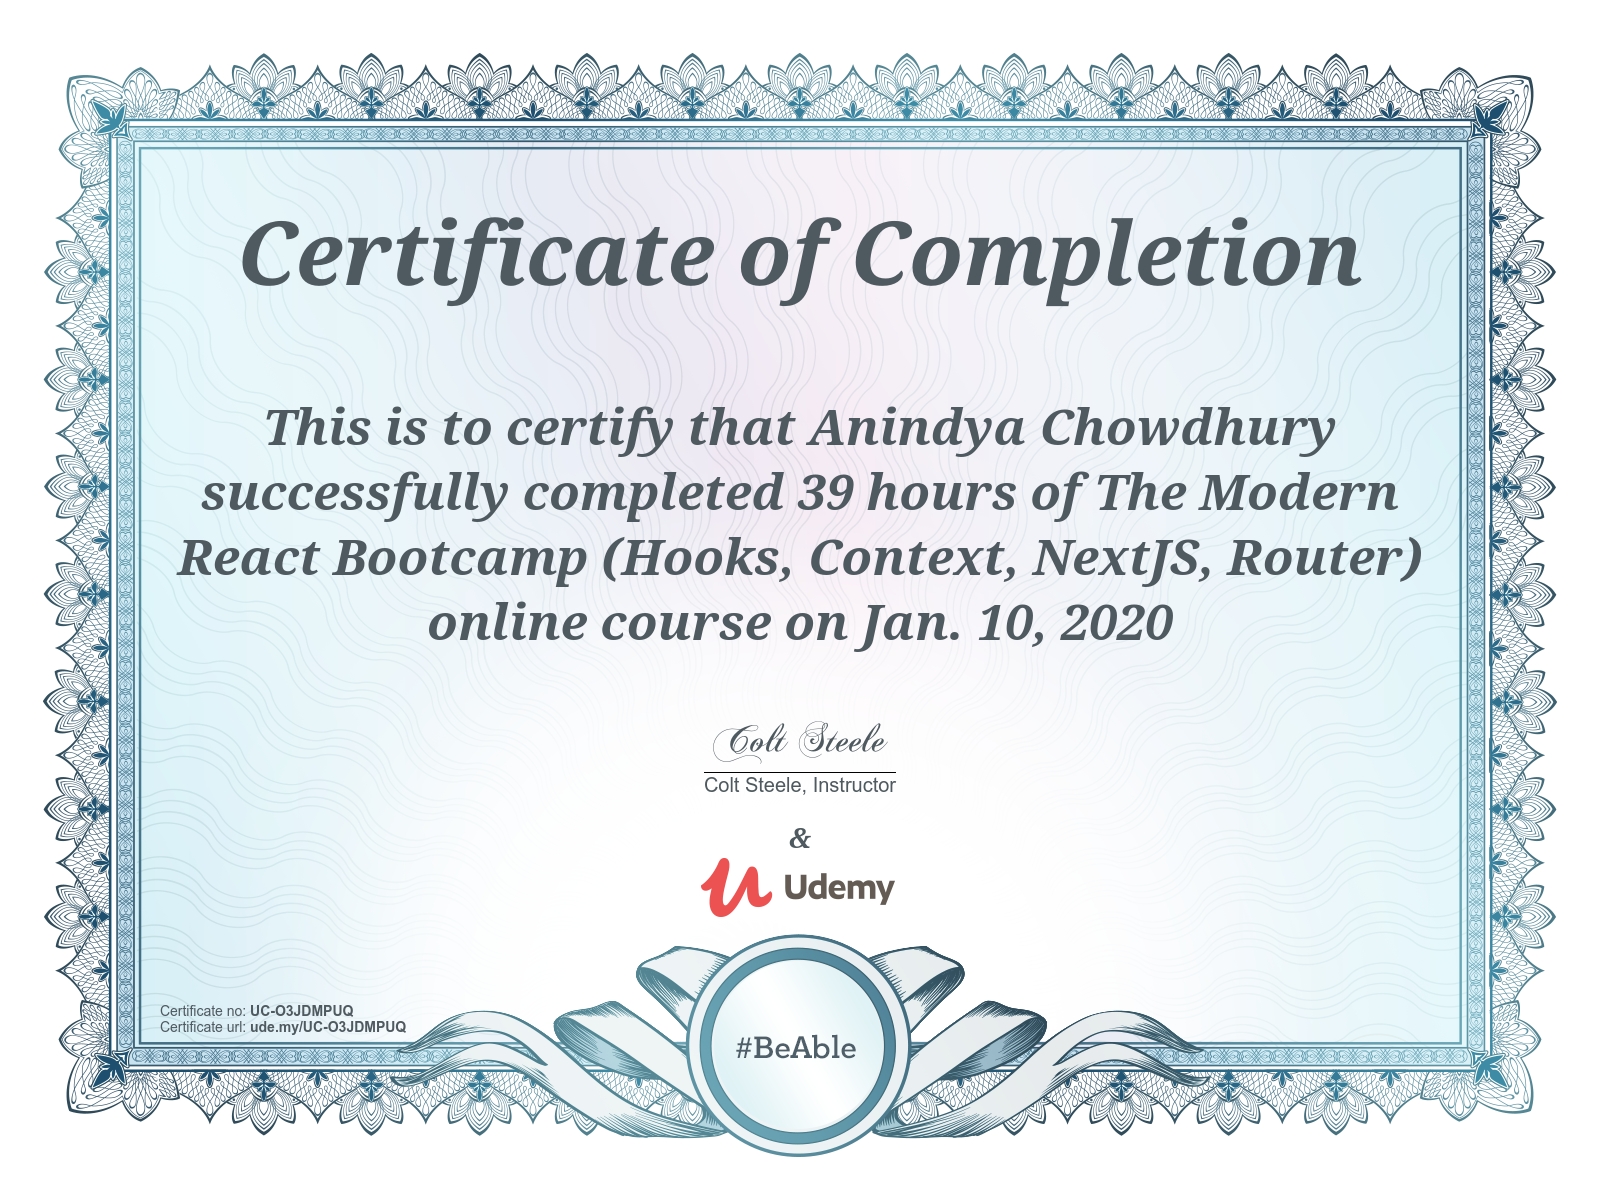 Certificate of Completion
This is to certify that Anindya Chowdhury
successfully completed 39 hours of The Modern
React Bootcamp (Hooks, Context, NextJS, Router)
online course on Jan. 10, 2020
Colt Steele
Colt Steele, Instructor
&
Udemy
Certificate no: UC-O3JDMPUQ
Certificate url: ude.my/UC-O3JDMPUQ
#BeAble